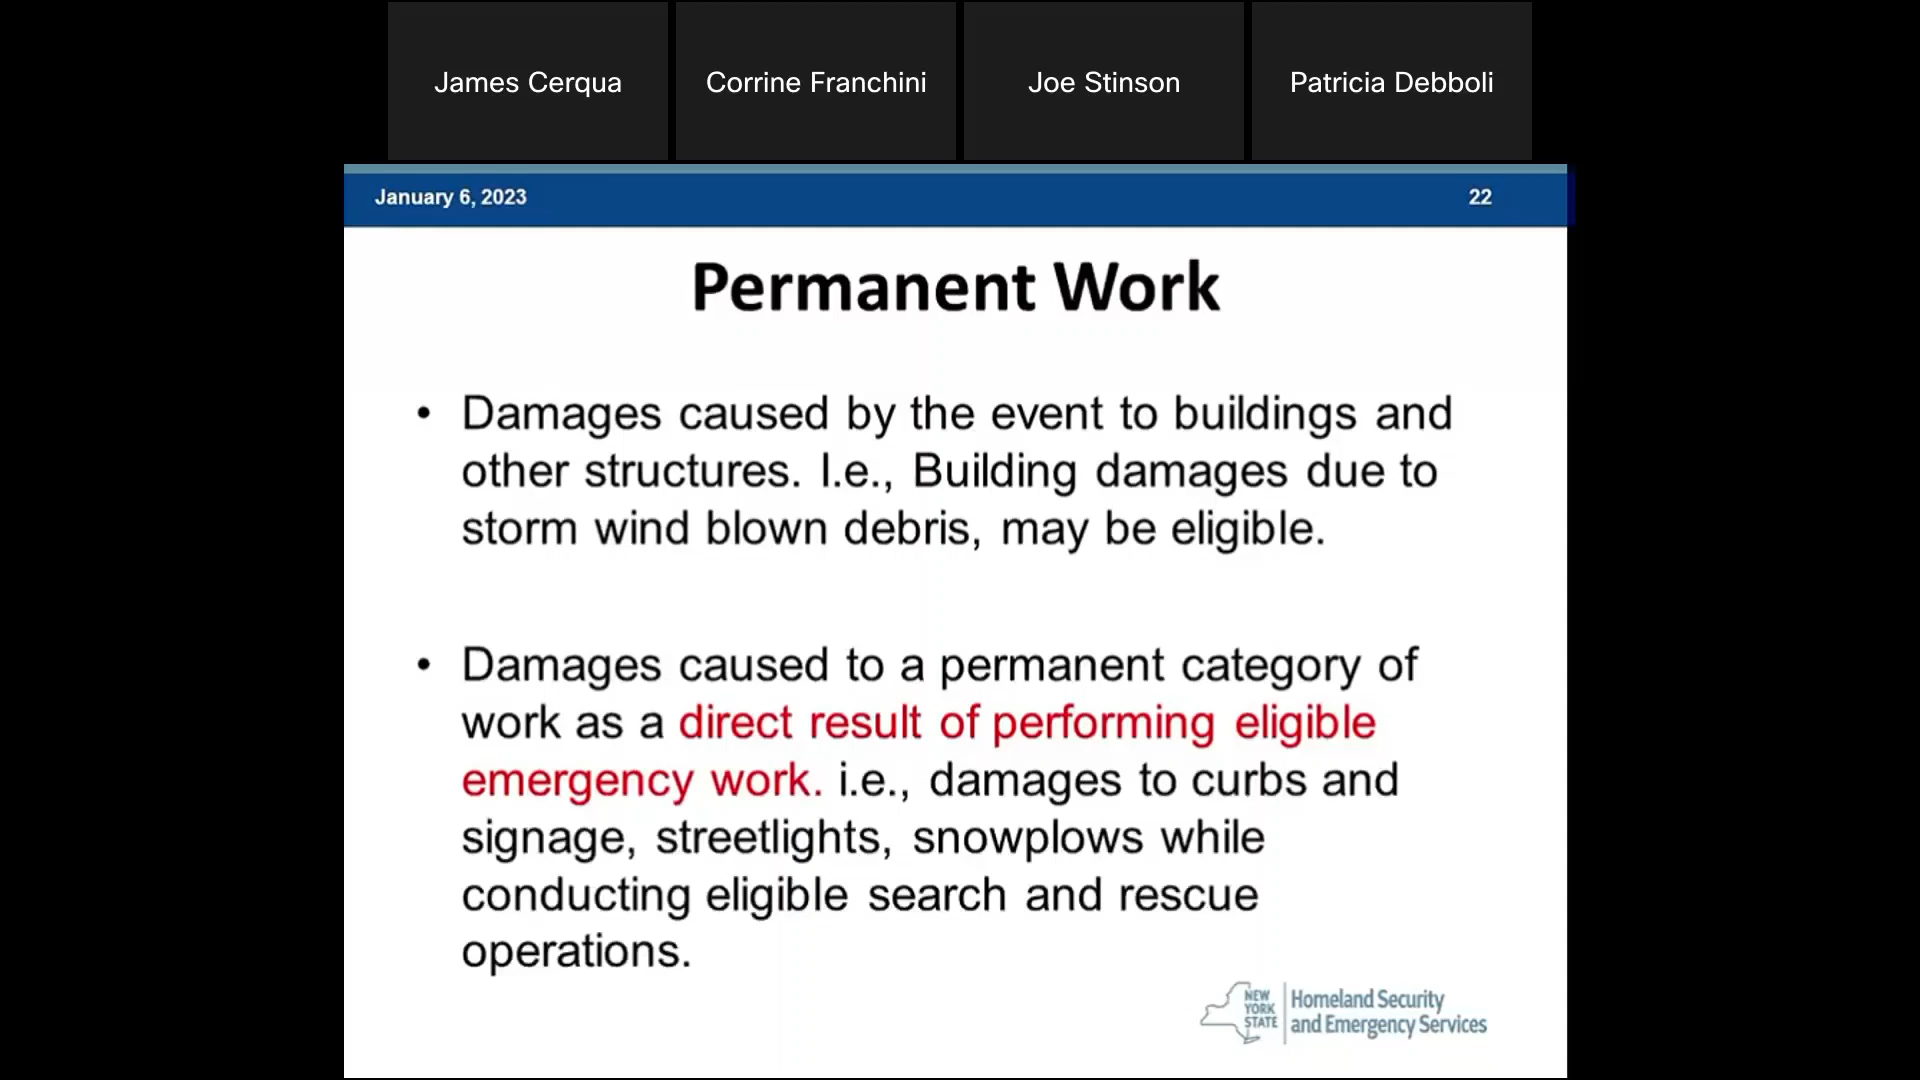 James Cerqua
Corrine Franchini
Joe Stinson
Patricia Debboli
January 6, 2023
22
Permanent Work
• Damages caused by the event to buildings and
other structures. I.e., Building damages due to
storm wind blown debris, may be eligible.
• Damages caused to a permanent category of
work as a direct result of performing eligible
emergency work. i.e., damages to curbs and
signage, streetlights, snowplows while
conducting eligible search and rescue
operations.
NEW
YORK
STATE
Homeland Security
and Emergency Services